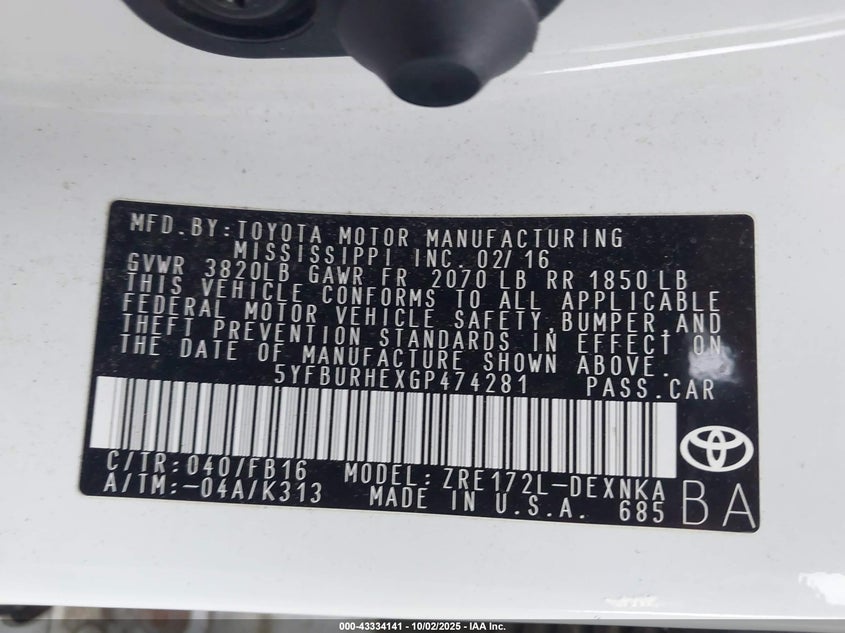 MFD.BY:TOYOTA MOTOR MANUFACTURING
MISSISSIPPI INC. 02/16
GVWR 3820LB GAWR FR 2070 LB RR 1850 LB
THIS VEHICLE CONFORMS TO ALL APPLICABLE
FEDERAL MOTOR VEHICLE SAFETY,BUMPER,AND
THEFT PREVENTION STANDARDS IN EFFECT ON
THE DATE OF MANUFACTURE SHOWN ABOVE.
5YFBURHEXGP474281 PASS.CAR
C/TR:0407/FB16 MODEL:ZRE172L-DEXNKA
A/TM:-04A/K313 MADE IN U.S.A. 685 BA
000-43334141 - 10/02/2025 - IAA Inc.